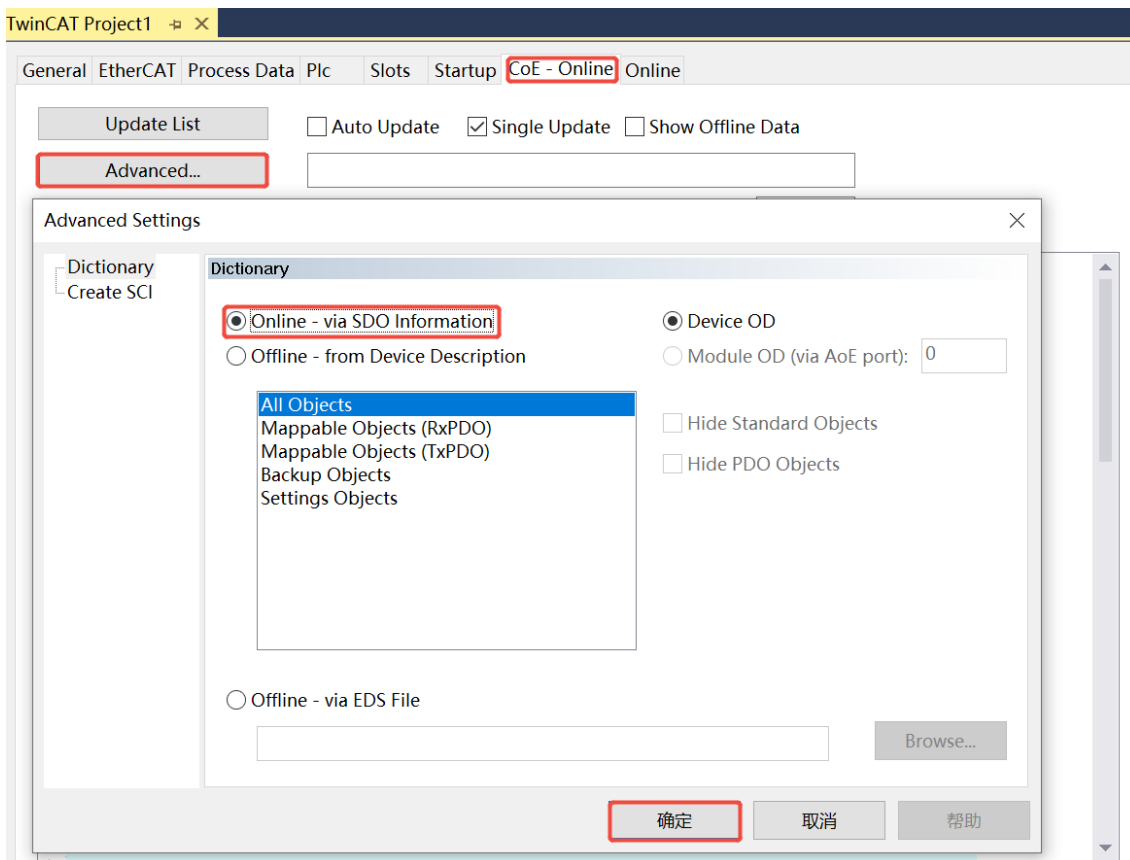 TwinCAT Project1
General EtherCAT Process Data Plc Slots Startup CoE - Online Online
Update List Auto Update Single Update Show Offline Data
Advanced...
Advanced Settings
Dictionary
Create SCI
Dictionary
Online - via SDO Information Device OD
Offline - from Device Description Module OD (via AoE port): 0
All Objects
Mappable Objects (RxPDO)
Mappable Objects (TxPDO)
Backup Objects
Settings Objects
Hide Standard Objects
Hide PDO Objects
Offline - via EDS File
Browse...
确定 取消 帮助